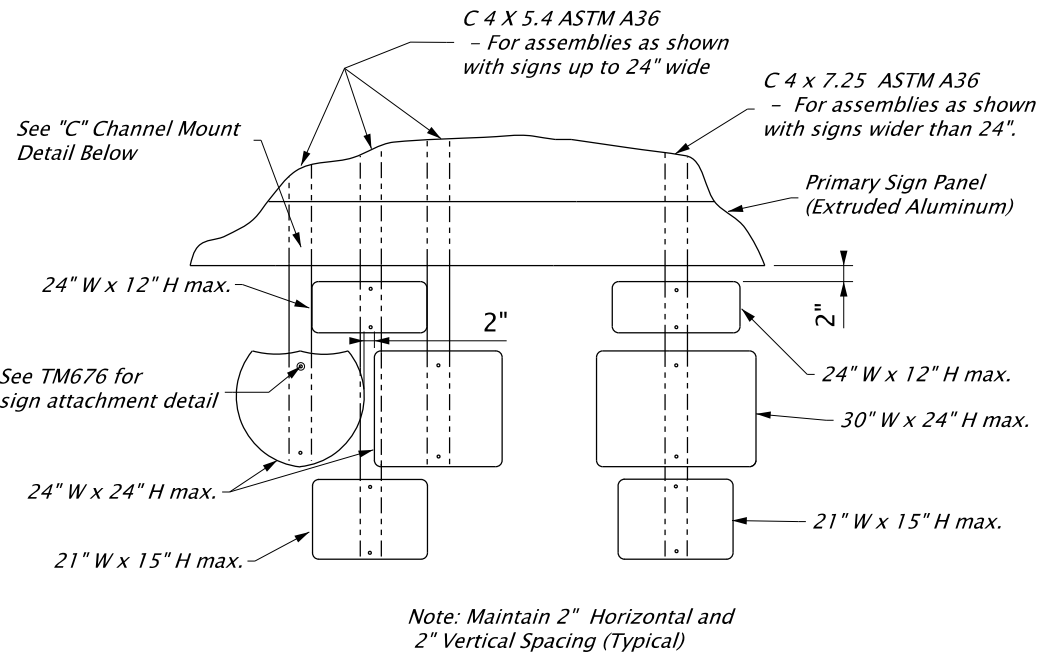 C 4 X 5.4 ASTM A36
– For assemblies as shown
with signs up to 24" wide
C 4 x 7.25 ASTM A36
– For assemblies as shown
with signs wider than 24".
See "C" Channel Mount
Detail Below
Primary Sign Panel
(Extruded Aluminum)
24" W x 12" H max.
2"
2"
See TM676 for
sign attachment detail
24" W x 12" H max.
30" W x 24" H max.
24" W x 24" H max.
21" W x 15" H max.
21" W x 15" H max.
Note: Maintain 2" Horizontal and
2" Vertical Spacing (Typical)